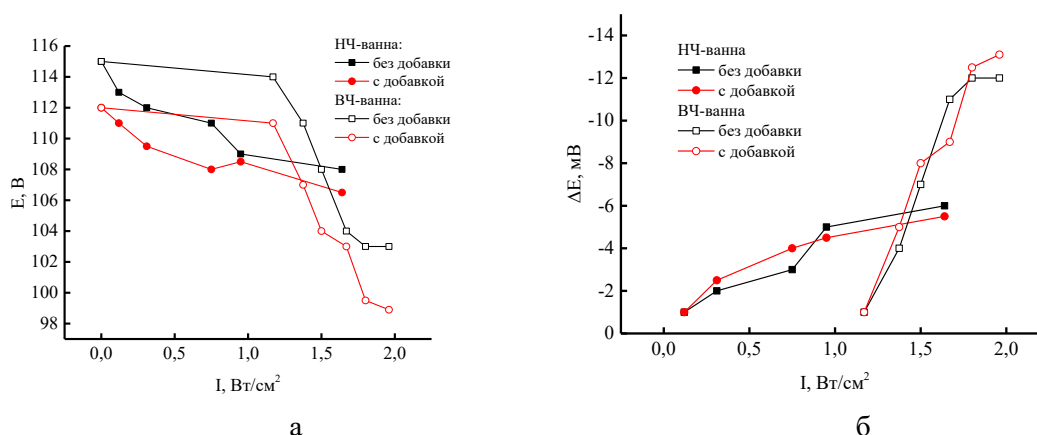 116
114
112
110
108
106
104
102
100
98
E, В
0,0
0,5
1,0
1,5
2,0
I, Вт/см²
НЧ-ванна:
без добавки
с добавкой
ВЧ-ванна:
без добавки
с добавкой
а
-14
-12
-10
-8
-6
-4
-2
0
ΔE, мВ
0,0
0,5
1,0
1,5
2,0
I, Вт/см²
НЧ-ванна
без добавки
с добавкой
ВЧ-ванна
без добавки
с добавкой
б